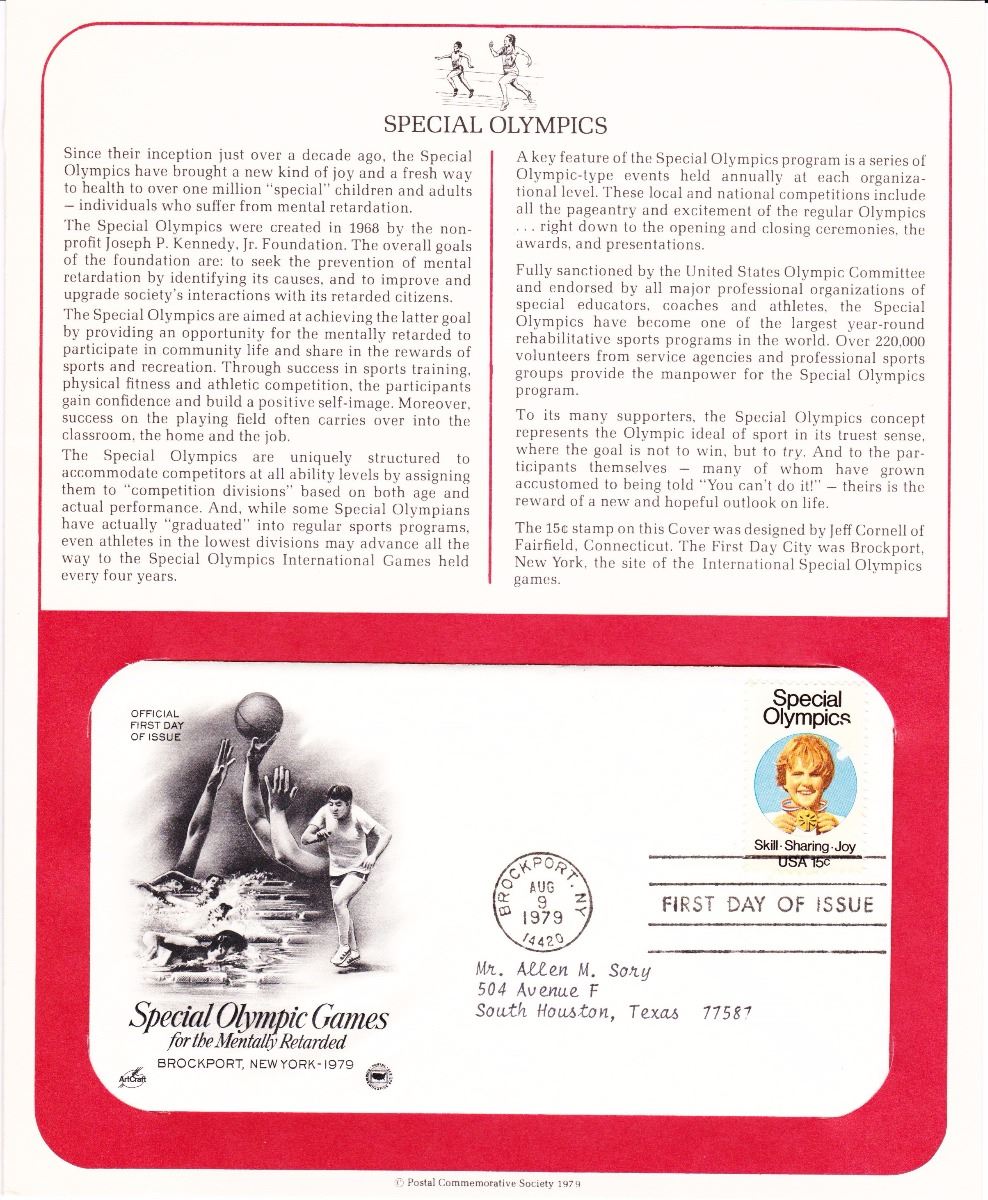 SPECIAL OLYMPICS
Since their inception just over a decade ago, the Special
Olympics have brought a new kind of joy and a fresh way
to health to over one million "special" children and adults
– individuals who suffer from mental retardation.
The Special Olympics were created in 1968 by the non-
profit Joseph P. Kennedy, Jr. Foundation. The overall goals
of the foundation are: to seek the prevention of mental
retardation by identifying its causes, and to improve and
upgrade society's interactions with its retarded citizens.
The Special Olympics are aimed at achieving the latter goal
by providing an opportunity for the mentally retarded to
participate in community life and share in the rewards of
sports and recreation. Through success in sports training,
physical fitness and athletic competition, the participants
gain confidence and build a positive self-image. Moreover,
success on the playing field often carries over into the
classroom, the home and the job.
The Special Olympics are uniquely structured to
accommodate competitors at all ability levels by assigning
them to "competition divisions" based on both age and
actual performance. And, while some Special Olympians
have actually "graduated" into regular sports programs,
even athletes in the lowest divisions may advance all the
way to the Special Olympics International Games held
every four years.
A key feature of the Special Olympics program is a series of
Olympic-type events held annually at each organiza-
tional level. These local and national competitions include
all the pageantry and excitement of the regular Olympics
... right down to the opening and closing ceremonies, the
awards, and presentations.
Fully sanctioned by the United States Olympic Committee
and endorsed by all major professional organizations of
special educators, coaches and athletes, the Special
Olympics have become one of the largest year-round
rehabilitative sports programs in the world. Over 220,000
volunteers from service agencies and professional sports
groups provide the manpower for the Special Olympics
program.
To its many supporters, the Special Olympics concept
represents the Olympic ideal of sport in its truest sense,
where the goal is not to win, but to try. And to the par-
ticipants themselves – many of whom have grown
accustomed to being told "You can't do it!" – theirs is the
reward of a new and hopeful outlook on life.
The 15¢ stamp on this Cover was designed by Jeff Cornell of
Fairfield, Connecticut. The First Day City was Brockport,
New York, the site of the International Special Olympics
games.
OFFICIAL
FIRST DAY
OF ISSUE
Special
Olympics
Skill·Sharing·Joy
USA 15c
BROCKPORT, NY
AUG
9
1979
14420
FIRST DAY OF ISSUE
Mr. Allen M. Sory
504 Avenue F
South Houston, Texas 77587
Special Olympic Games
for the Mentally Retarded
BROCKPORT, NEW YORK-1979
ArtCraft
© Postal Commemorative Society 1979